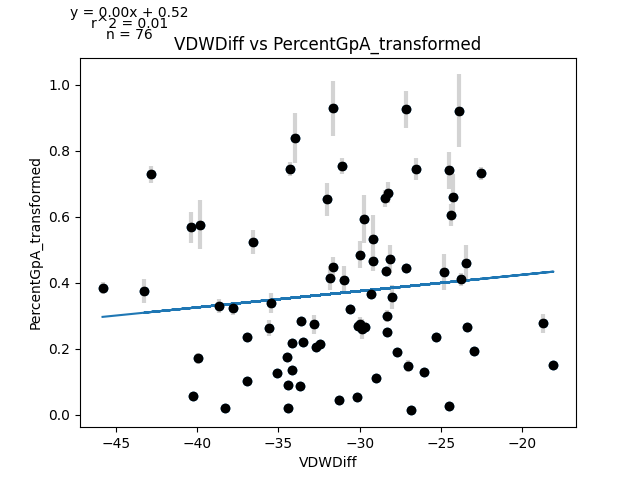 y = 0.00x + 0.52
r^2 = 0.01
n = 76
VDWDiff vs PercentGpA_transformed
PercentGpA_transformed
1.0
0.8
0.6
0.4
0.2
0.0
−45 −40 −35 −30 −25 −20
VDWDiff